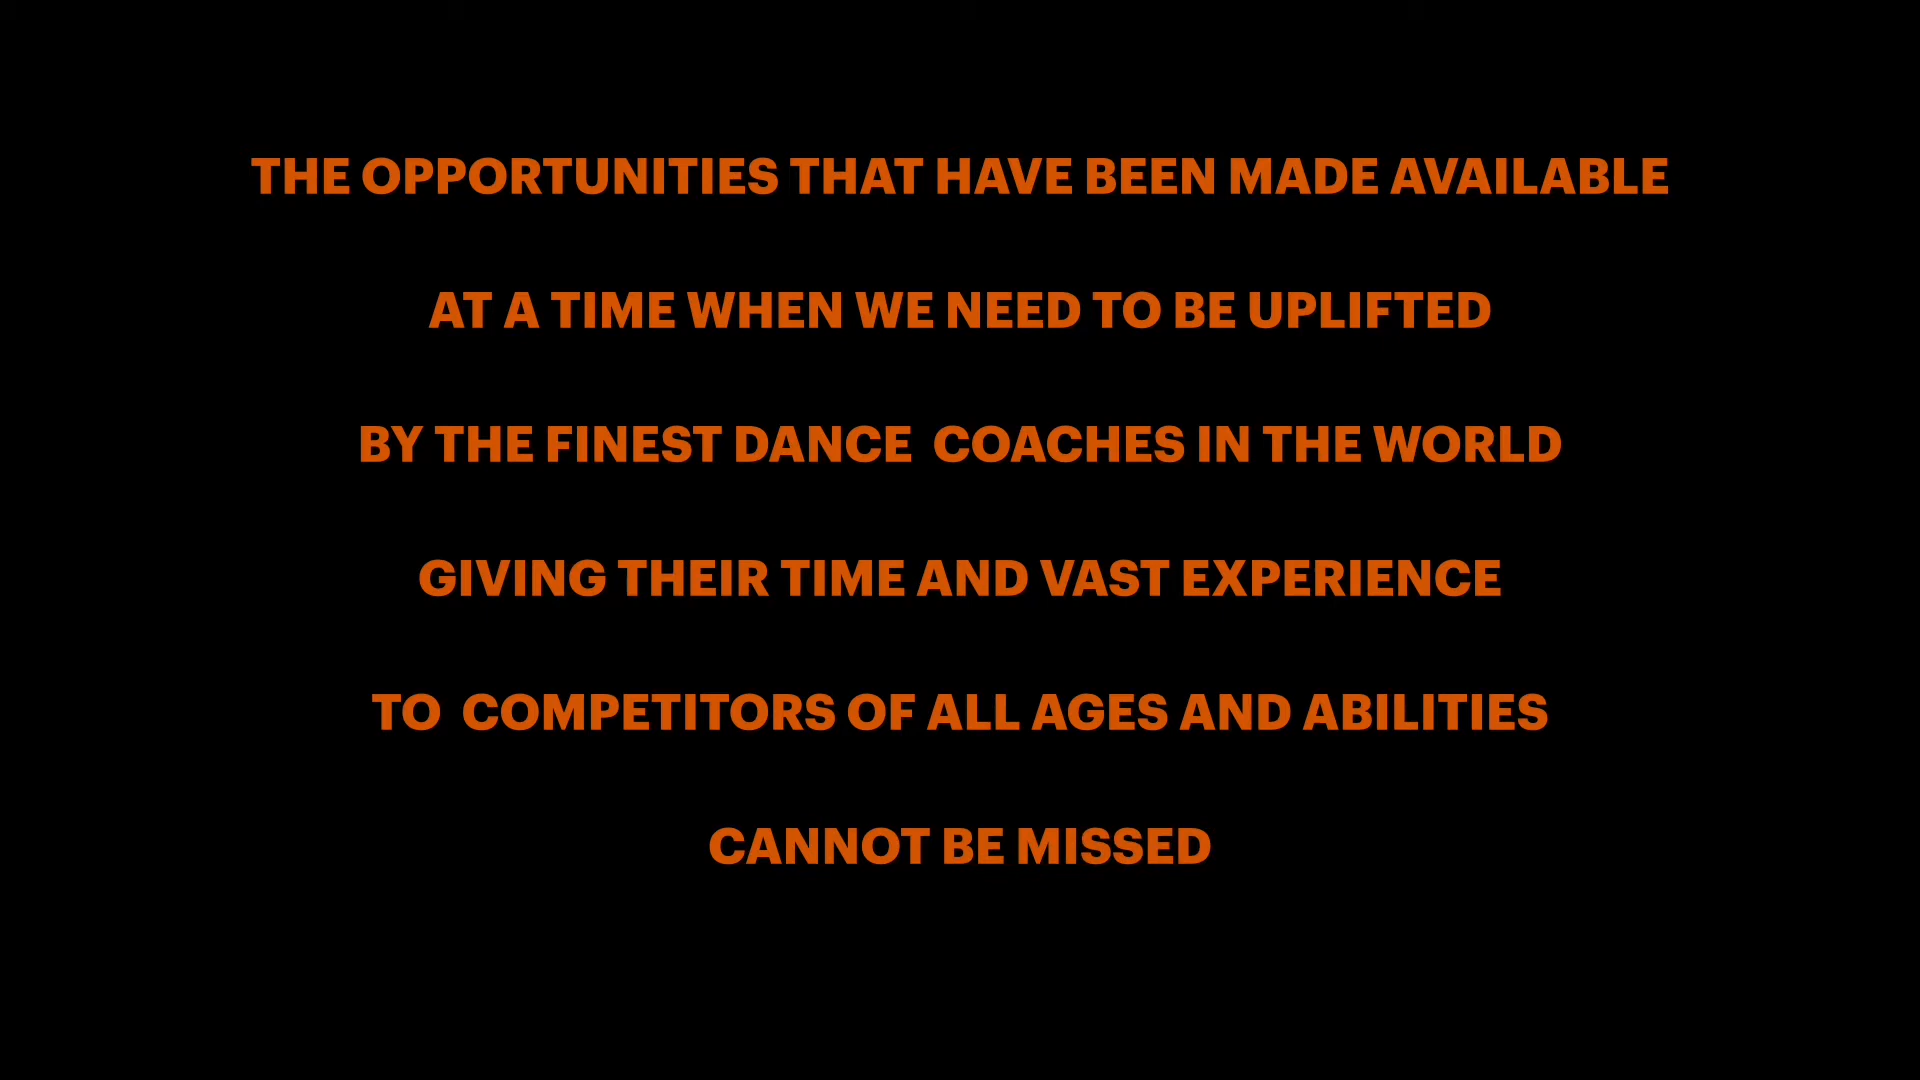 THE OPPORTUNITIES THAT HAVE BEEN MADE AVAILABLE
AT A TIME WHEN WE NEED TO BE UPLIFTED
BY THE FINEST DANCE  COACHES IN THE WORLD
GIVING THEIR TIME AND VAST EXPERIENCE
TO  COMPETITORS OF ALL AGES AND ABILITIES
CANNOT BE MISSED